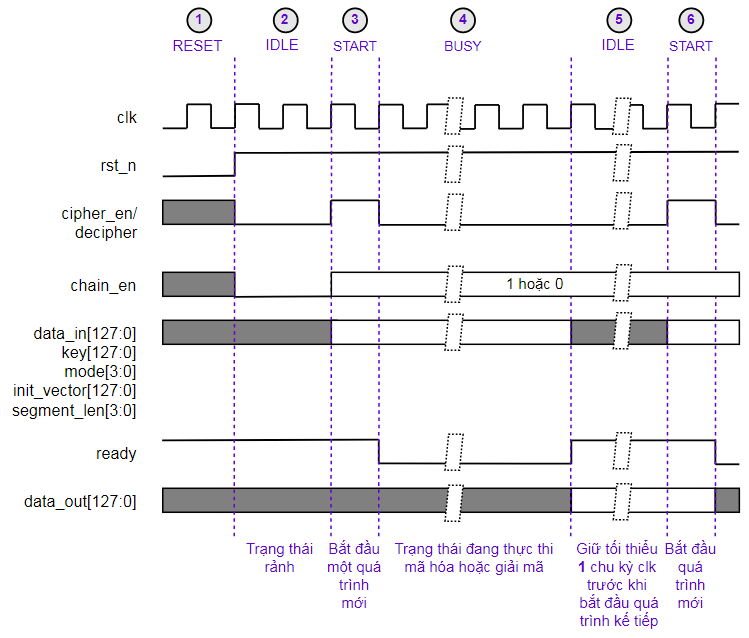 1 2 3 4 5 6
RESET IDLE START BUSY IDLE START
clk
rst_n
cipher_en/
decipher
chain_en
1 hoặc 0
data_in[127:0]
key[127:0]
mode[3:0]
init_vector[127:0]
segment_len[3:0]
ready
data_out[127:0]
Trạng thái
rảnh
Bắt đầu
một quá
trình
mới
Trạng thái đang thực thi
mã hóa hoặc giải mã
Giữ tối thiểu
1 chu kỳ clk
trước khi
bắt đầu quá
trình kế tiếp
Bắt đầu
quá
trình
mới